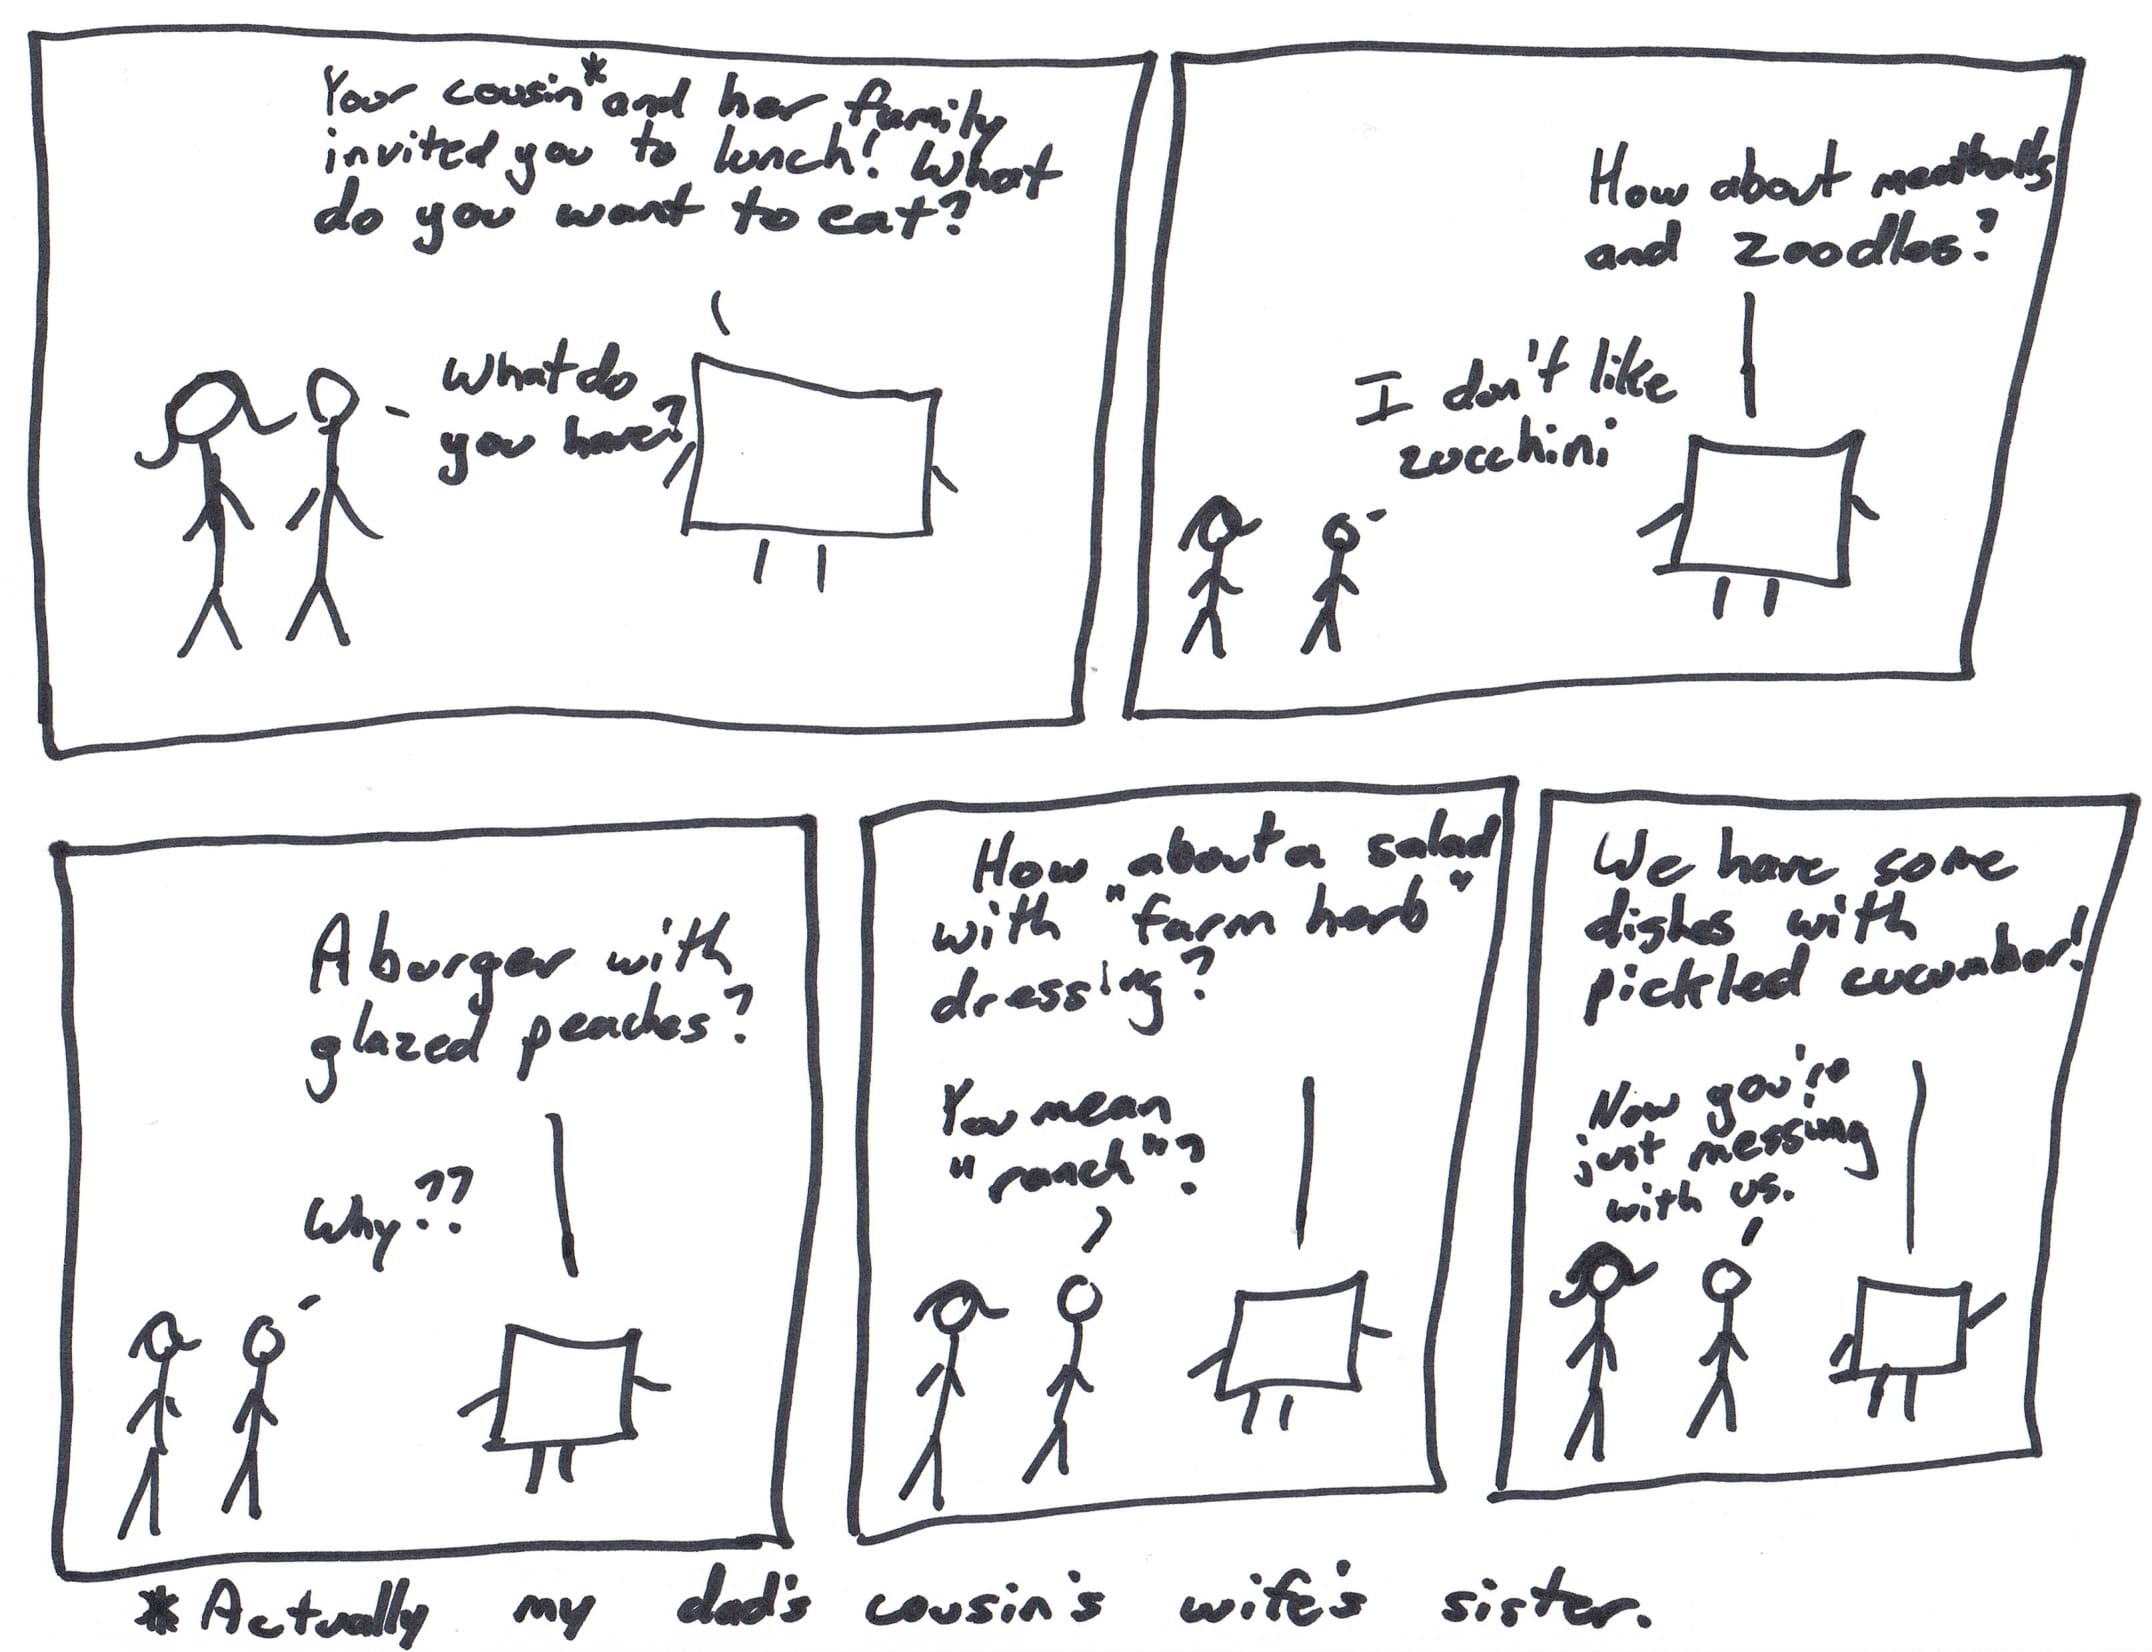 Your cousin* and her family
invited you to lunch! What
do you want to eat?
What do
you have?
How about meatballs
and zoodles?
I don't like
zucchini
A burger with
glazed peaches?
Why??
How about a salad
with "farm herb"
dressing?
You mean
"ranch"?
We have some
dishes with
pickled cucumber!
Now you're
just messing
with us.
* Actually my dad's cousin's wife's sister.